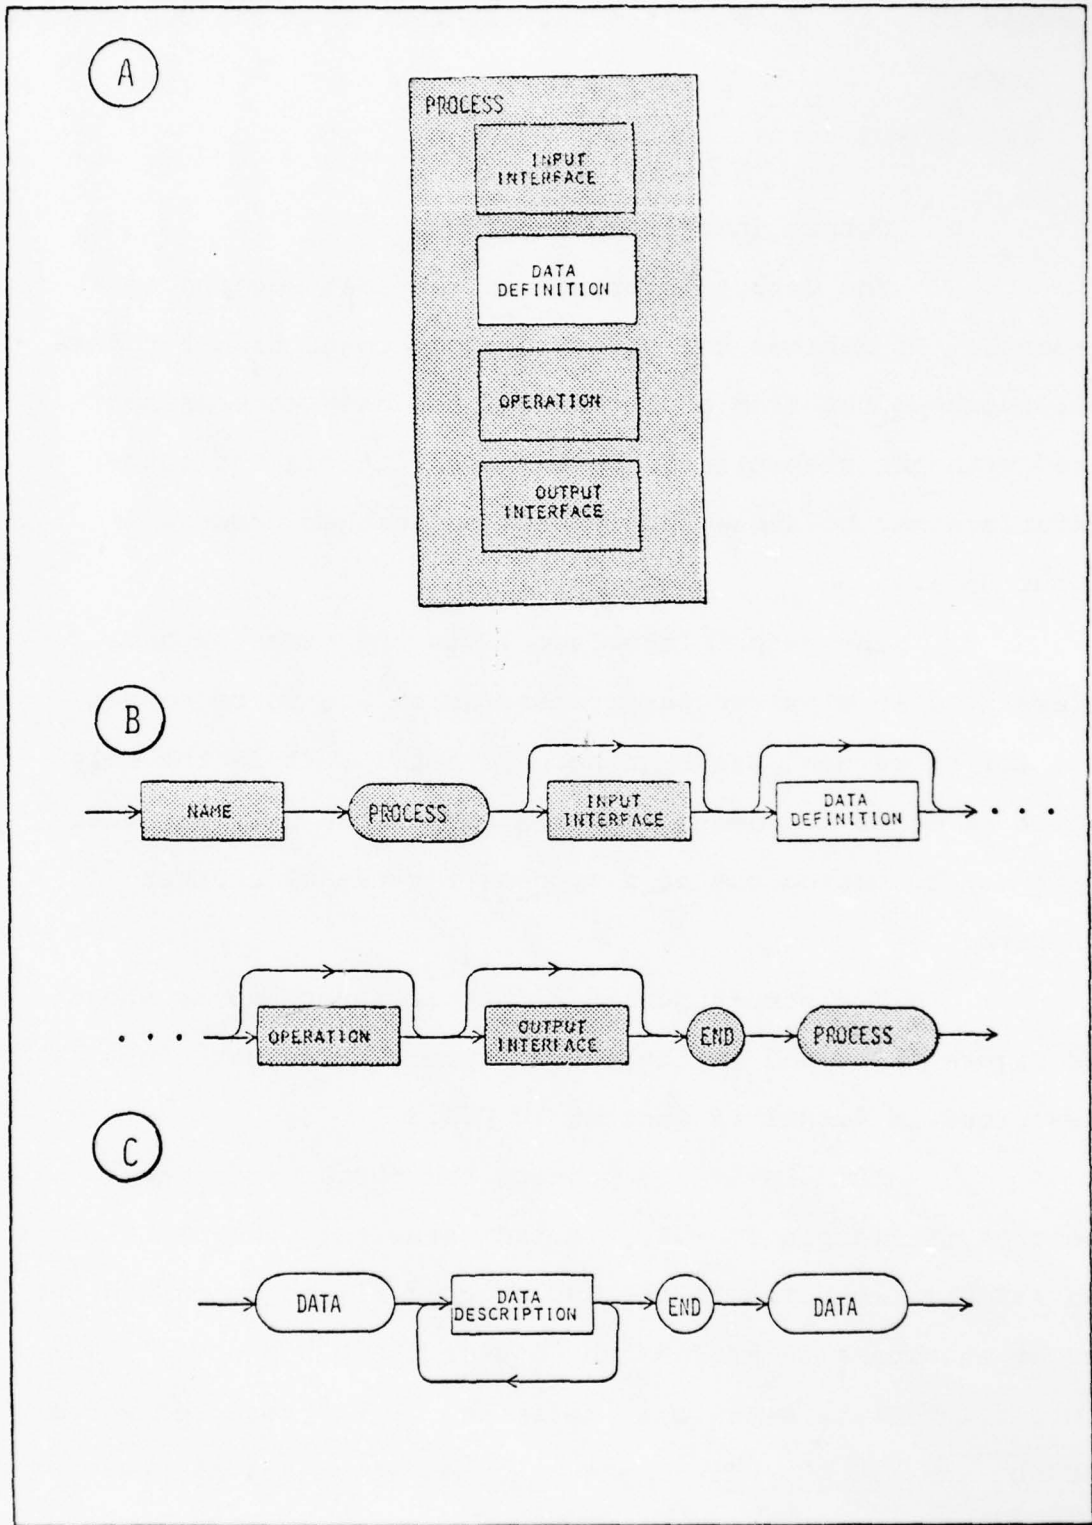 A
PROCESS
INPUT
INTERFACE
DATA
DEFINITION
OPERATION
OUTPUT
INTERFACE
B
NAME
PROCESS
INPUT
INTERFACE
DATA
DEFINITION
. . .
. . .
OPERATION
OUTPUT
INTERFACE
END
PROCESS
C
DATA
DATA
DESCRIPTION
END
DATA